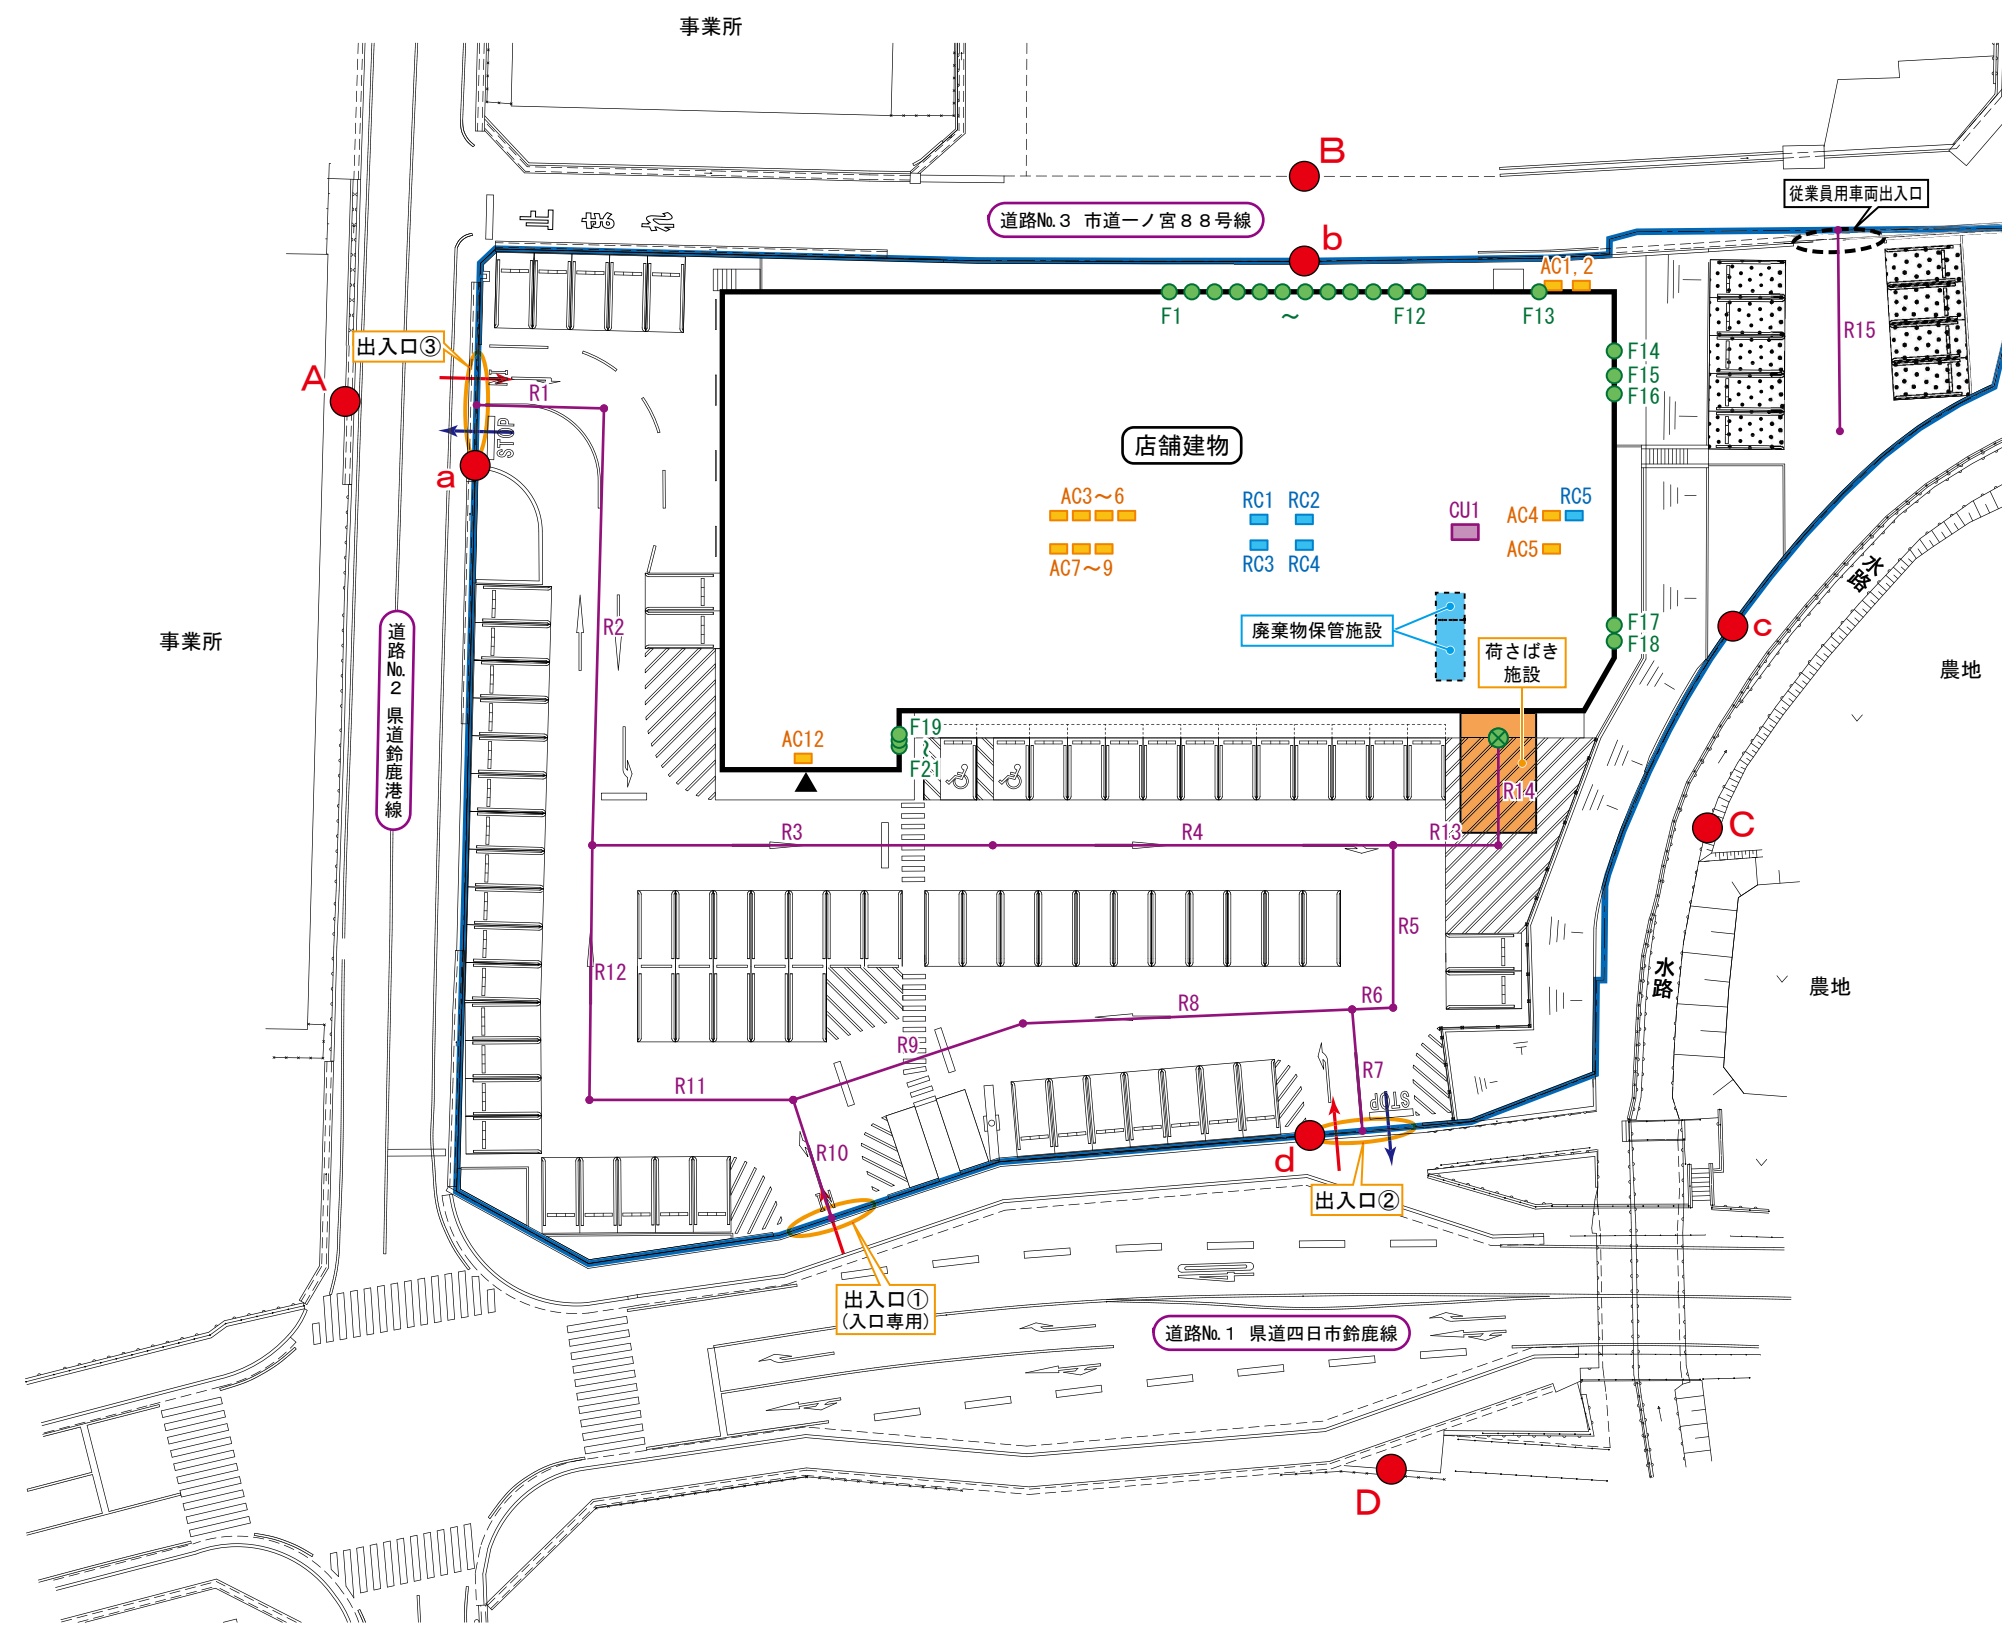 事業所
B
従業員用車両出入口
道路№3 市道一ノ宮88号線
止まれ
b
AC1,2
F1
～
F12
F13
R15
出入口③
F14
F15
F16
A
IN
R1
STOP
店舗建物
a
AC3～6
AC7～9
RC1
RC2
RC3
RC4
CU1
AC4
RC5
AC5
水路
道路№2 県道鈴鹿港線
事業所
R2
廃棄物保管施設
F17
F18
c
荷さばき
施設
農地
AC12
F19
～
F21
R14
R3
R4
R13
C
R5
R12
水路
農地
R6
R8
R9
R11
R7
STOP
R10
IN
d
出入口②
出入口①
(入口専用)
道路№1 県道四日市鈴鹿線
D